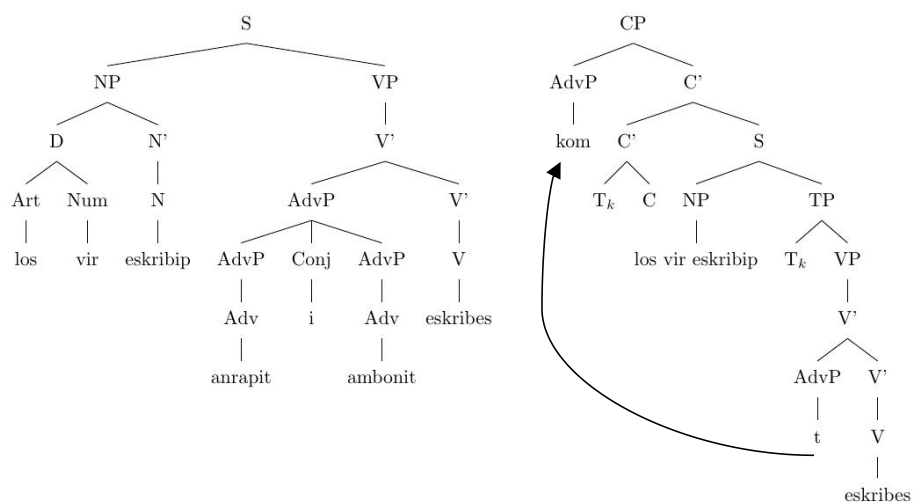 S CP
NP VP AdvP C'
D N' V' kom C' S
Art Num N AdvP V' Tk C NP TP
los vir eskribip AdvP Conj AdvP V los vir eskribip Tk VP
Adv i Adv eskribes V'
anrapit ambonit AdvP V'
t V
eskribes